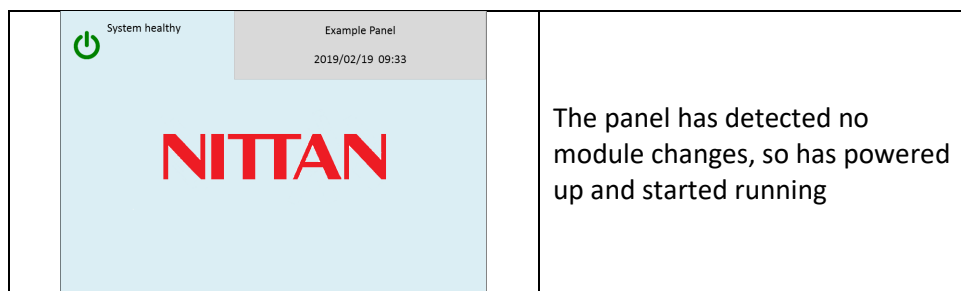 System healthy
Example Panel
2019/02/19 09:33
NITTAN
The panel has detected no
module changes, so has powered
up and started running